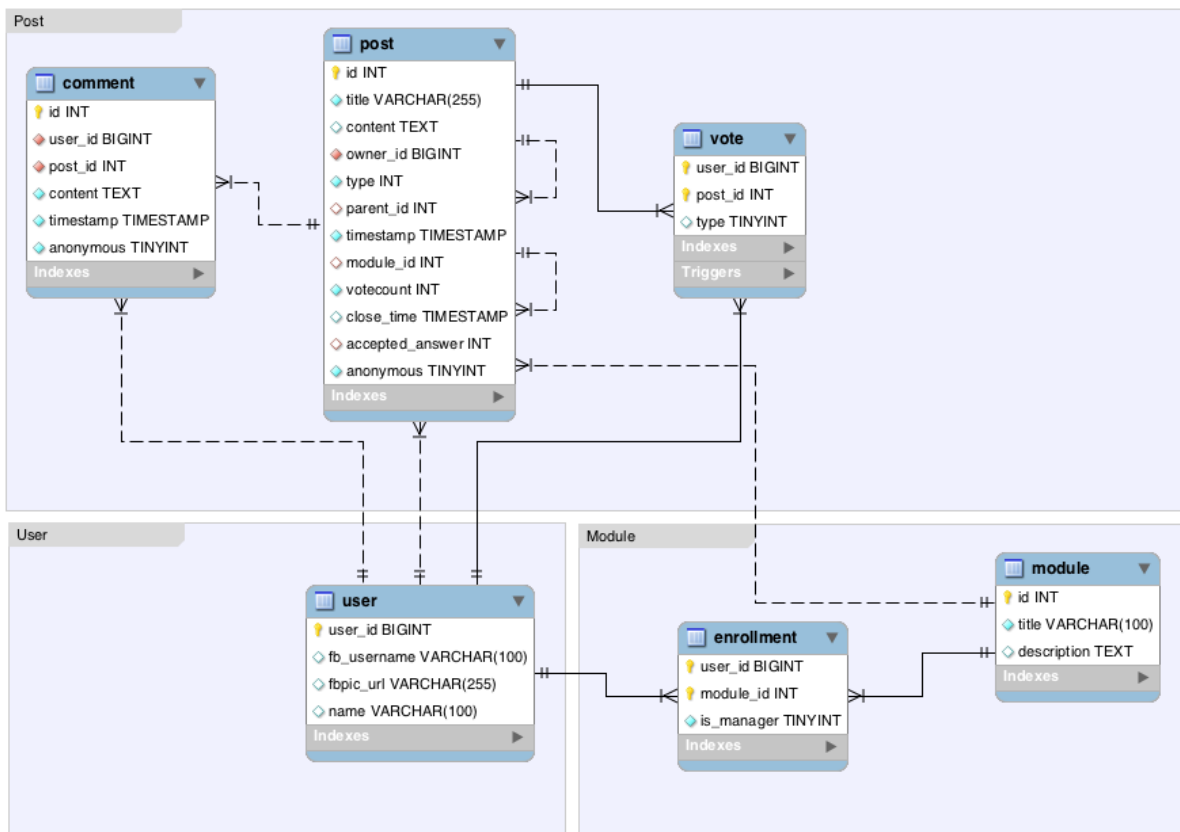 Post
comment
id INT
user_id BIGINT
post_id INT
content TEXT
timestamp TIMESTAMP
anonymous TINYINT
Indexes
post
id INT
title VARCHAR(255)
content TEXT
owner_id BIGINT
type INT
parent_id INT
timestamp TIMESTAMP
module_id INT
votecount INT
close_time TIMESTAMP
accepted_answer INT
anonymous TINYINT
Indexes
vote
user_id BIGINT
post_id INT
type TINYINT
Indexes
Triggers
User
user
user_id BIGINT
fb_username VARCHAR(100)
fbpic_url VARCHAR(255)
name VARCHAR(100)
Indexes
Module
enrollment
user_id BIGINT
module_id INT
is_manager TINYINT
Indexes
module
id INT
title VARCHAR(100)
description TEXT
Indexes